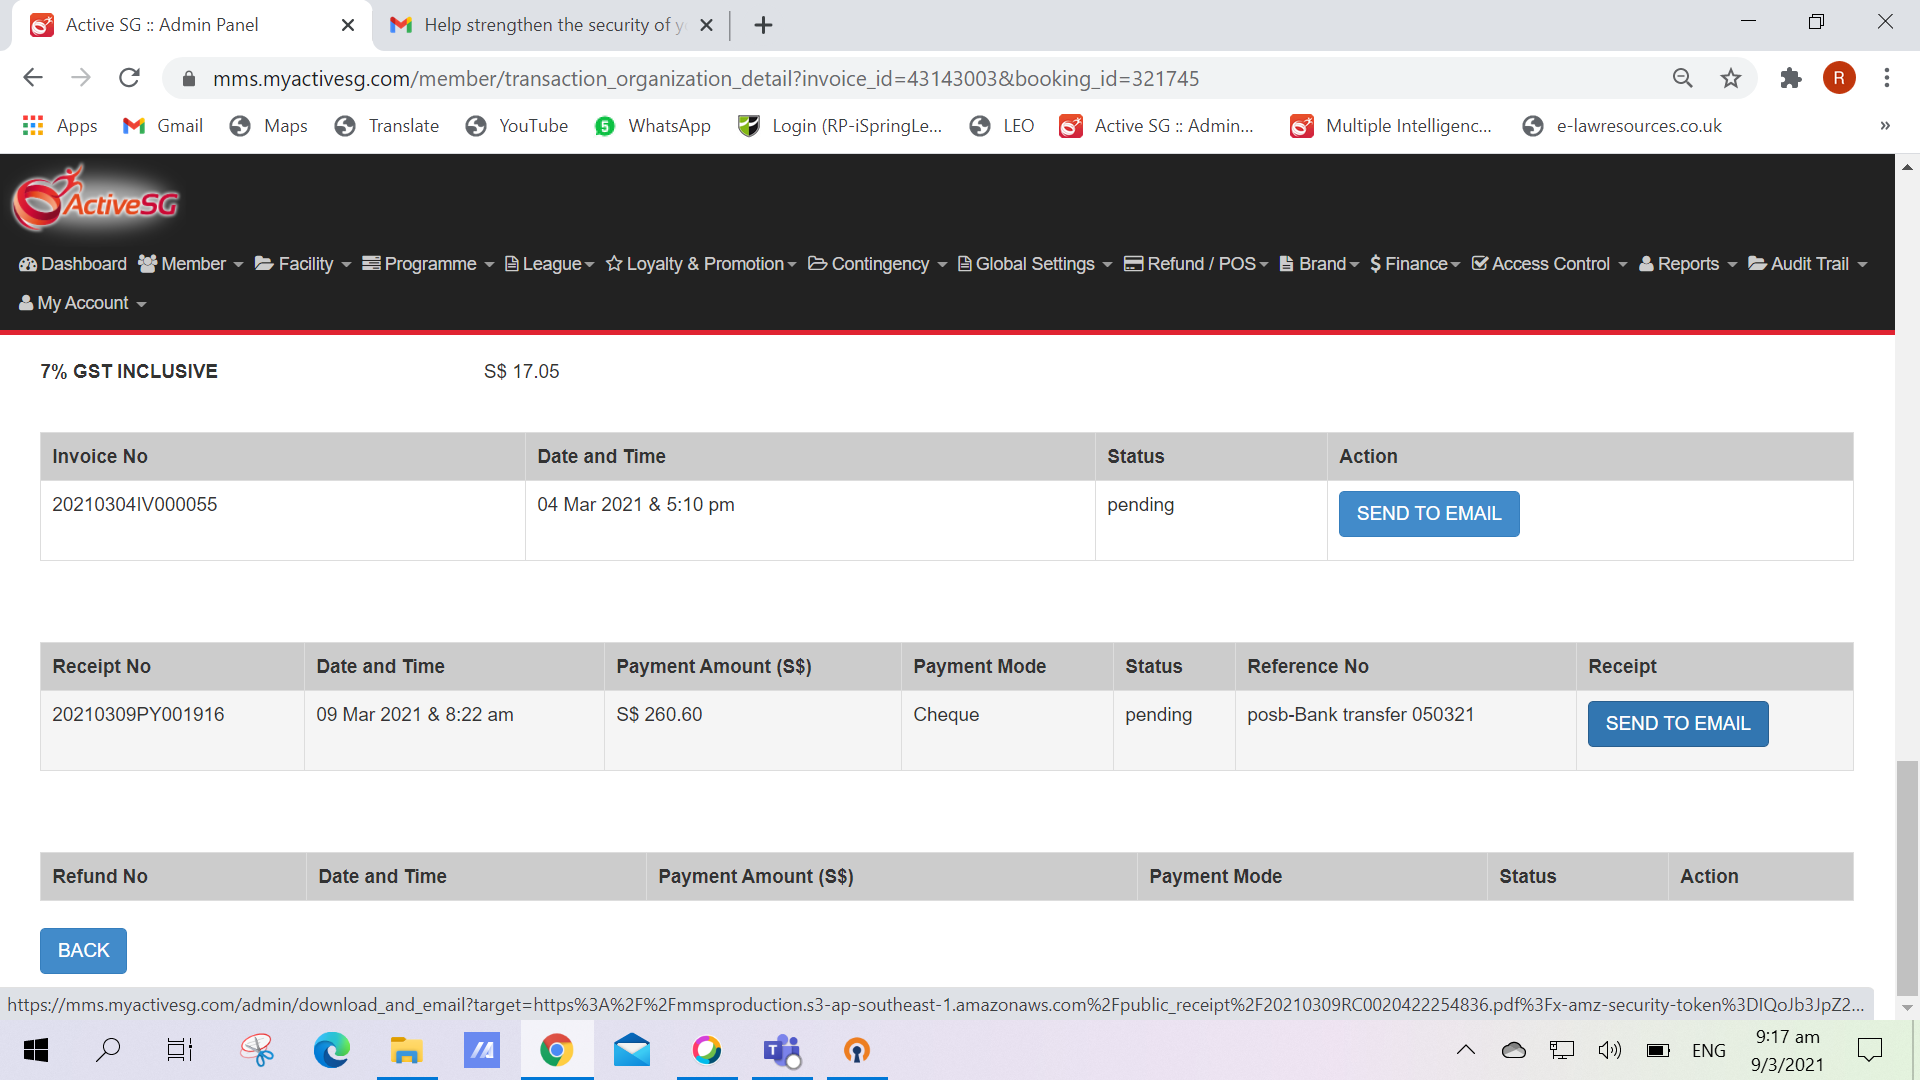 Active SG :: Admin Panel
Help strengthen the security of y
mms.myactivesg.com/member/transaction_organization_detail?invoice_id=43143003&booking_id=321745
R
Apps Gmail Maps Translate YouTube 5 WhatsApp Login (RP-iSpringLe... LEO Active SG :: Admin... Multiple Intelligenc... e-lawresources.co.uk »
ActiveSG
Dashboard Member Facility Programme League Loyalty & Promotion Contingency Global Settings Refund / POS Brand $ Finance Access Control Reports Audit Trail
My Account
7% GST INCLUSIVE S$ 17.05
Invoice No Date and Time Status Action
20210304IV000055 04 Mar 2021 & 5:10 pm pending SEND TO EMAIL
Receipt No Date and Time Payment Amount (S$) Payment Mode Status Reference No Receipt
20210309PY001916 09 Mar 2021 & 8:22 am S$ 260.60 Cheque pending posb-Bank transfer 050321 SEND TO EMAIL
Refund No Date and Time Payment Amount (S$) Payment Mode Status Action
BACK
https://mms.myactivesg.com/admin/download_and_email?target=https%3A%2F%2Fmmsproduction.s3-ap-southeast-1.amazonaws.com%2Fpublic_receipt%2F20210309RC0020422254836.pdf%3Fx-amz-security-token%3DIQoJb3JpZ2...
ENG
9:17 am
9/3/2021